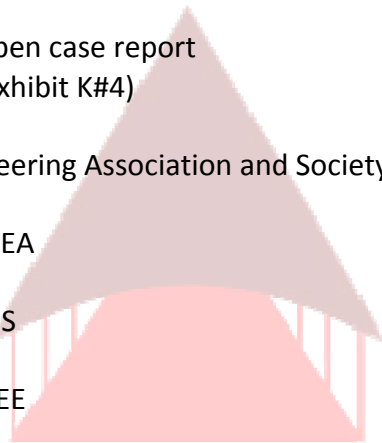 pen case report
xhibit K#4)
eering Association and Society
EA
S
EE